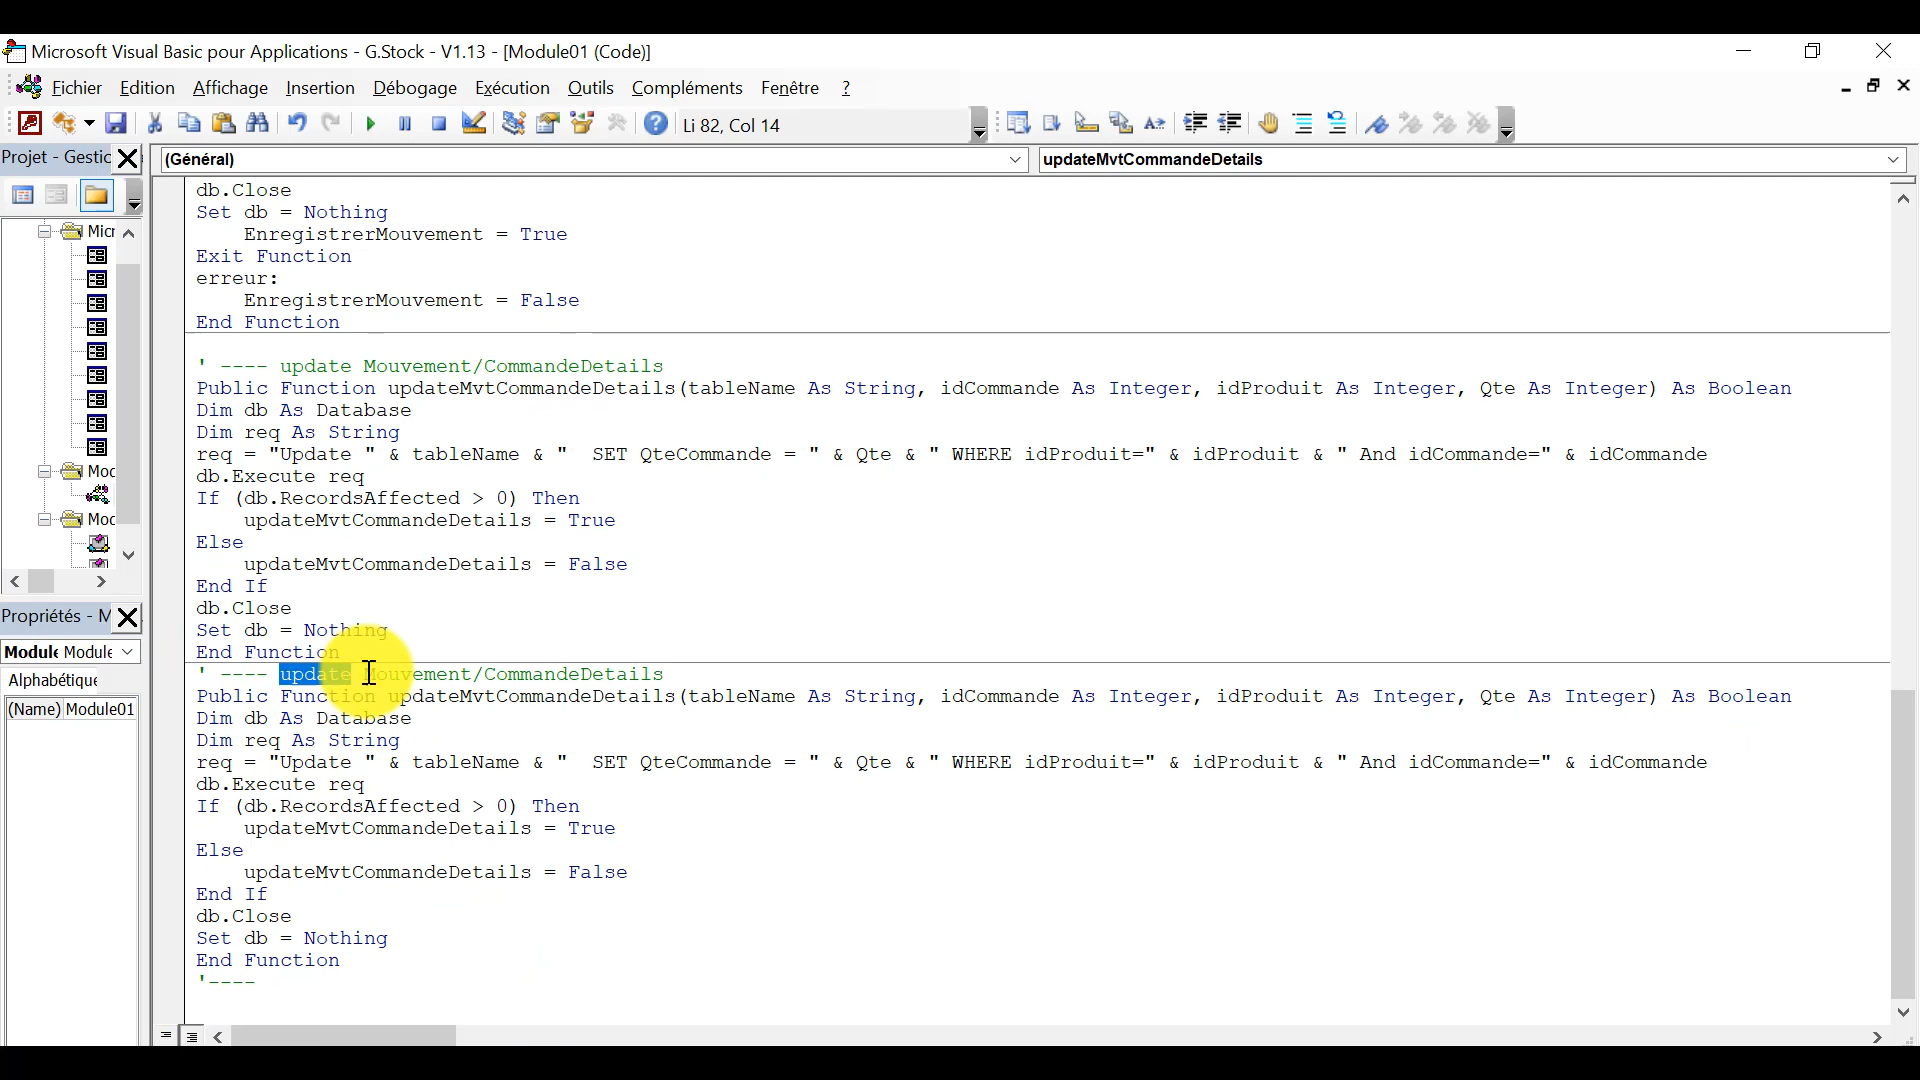 Microsoft Visual Basic pour Applications - G.Stock - V1.13 - [Module01 (Code)]
Fichier Edition Affichage Insertion Débogage Exécution Outils Compléments Fenêtre ?
Li 82, Col 14
Projet - Gestic
(Général)
updateMvtCommandeDetails
Micr
Moc
Moc
Propriétés - M
Module Module
Alphabétique
(Name) Module01
db.Close
Set db = Nothing
EnregistrerMouvement = True
Exit Function
erreur:
EnregistrerMouvement = False
End Function
' ---- update Mouvement/CommandeDetails
Public Function updateMvtCommandeDetails(tableName As String, idCommande As Integer, idProduit As Integer, Qte As Integer) As Boolean
Dim db As Database
Dim req As String
req = "Update " & tableName & "  SET QteCommande = " & Qte & " WHERE idProduit=" & idProduit & " And idCommande=" & idCommande
db.Execute req
If (db.RecordsAffected > 0) Then
updateMvtCommandeDetails = True
Else
updateMvtCommandeDetails = False
End If
db.Close
Set db = Nothing
End Function
' ---- update Mouvement/CommandeDetails
Public Function updateMvtCommandeDetails(tableName As String, idCommande As Integer, idProduit As Integer, Qte As Integer) As Boolean
Dim db As Database
Dim req As String
req = "Update " & tableName & "  SET QteCommande = " & Qte & " WHERE idProduit=" & idProduit & " And idCommande=" & idCommande
db.Execute req
If (db.RecordsAffected > 0) Then
updateMvtCommandeDetails = True
Else
updateMvtCommandeDetails = False
End If
db.Close
Set db = Nothing
End Function
'----